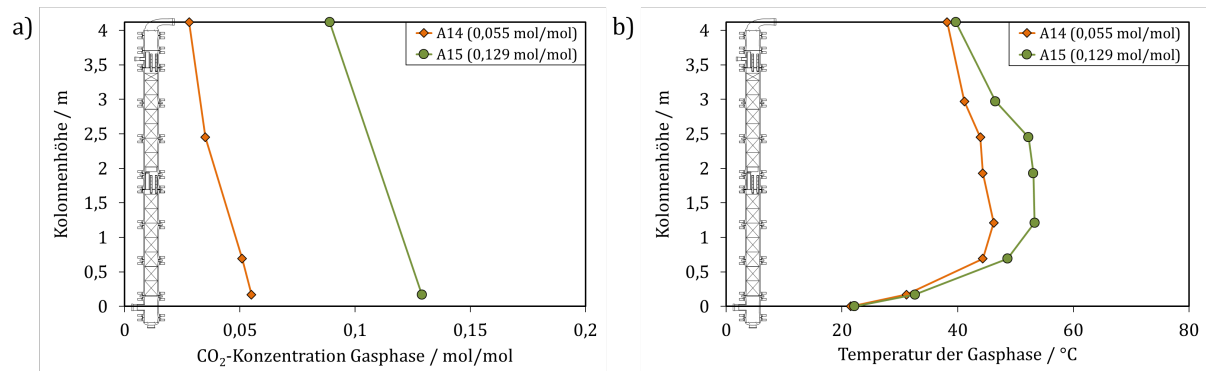 a)
Kolonnenhöhe / m
4
3,5
3
2,5
2
1,5
1
0,5
0
0
0,05
0,1
0,15
0,2
CO₂-Konzentration Gasphase / mol/mol
A14 (0,055 mol/mol)
A15 (0,129 mol/mol)
b)
Kolonnenhöhe / m
4
3,5
3
2,5
2
1,5
1
0,5
0
0
20
40
60
80
Temperatur der Gasphase / °C
A14 (0,055 mol/mol)
A15 (0,129 mol/mol)